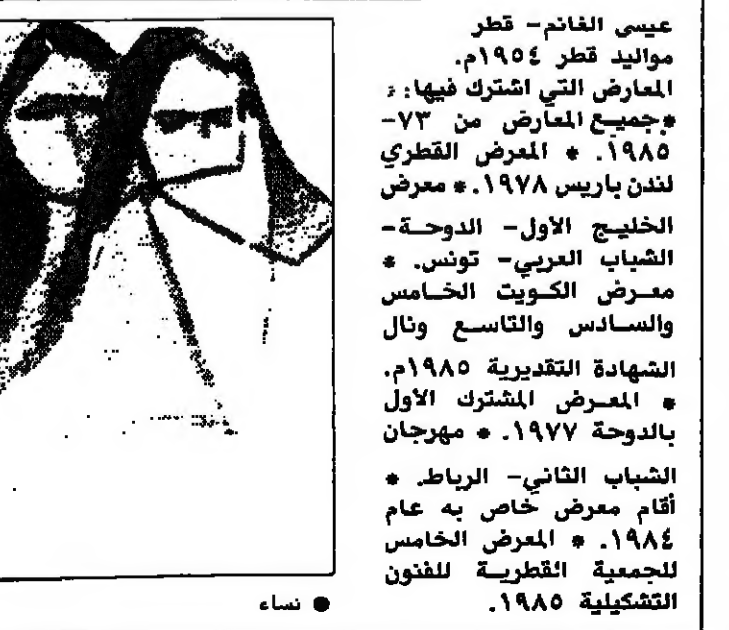 عيسى الغانم- قطر
مواليد قطر ١٩٥٤م.
المعارض التي اشترك فيها:
*جميع المعارض من ٧٣-
١٩٨٥. * المعرض القطري
لندن باريس ١٩٧٨. * معرض
الخليج الأول- الدوحة-
الشباب العربي- تونس. *
معرض الكويت الخامس
والسادس والتاسع ونال
الشهادة التقديرية ١٩٨٥م.
* المعرض المشترك الأول
بالدوحة ١٩٧٧. * مهرجان
الشباب الثاني- الرباط. *
أقام معرض خاص به عام
١٩٨٤. * المعرض الخامس
للجمعية القطرية للفنون
التشكيلية ١٩٨٥.
● نساء